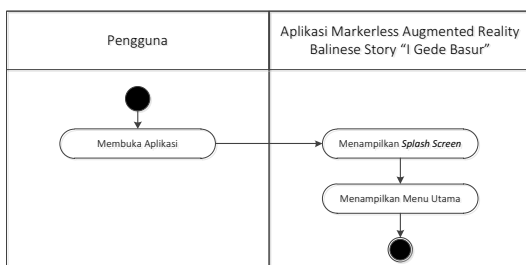 Pengguna
Aplikasi Markerless Augmented Reality
Balinese Story “I Gede Basur”
Membuka Aplikasi
Menampilkan Splash Screen
Menampilkan Menu Utama